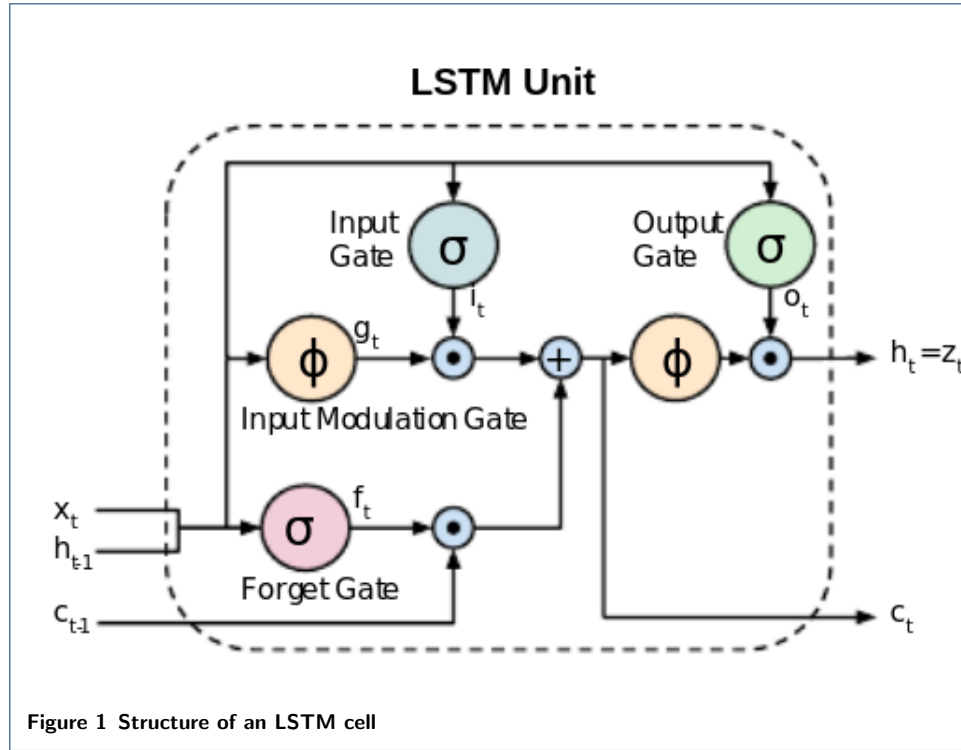 LSTM Unit
Input
Gate
σ
i_t
Output
Gate
σ
o_t
ϕ
g_t
Input Modulation Gate
+
ϕ
h_t=z_t
x_t
h_t-1
σ
f_t
Forget Gate
c_t-1
c_t
Figure 1 Structure of an LSTM cell